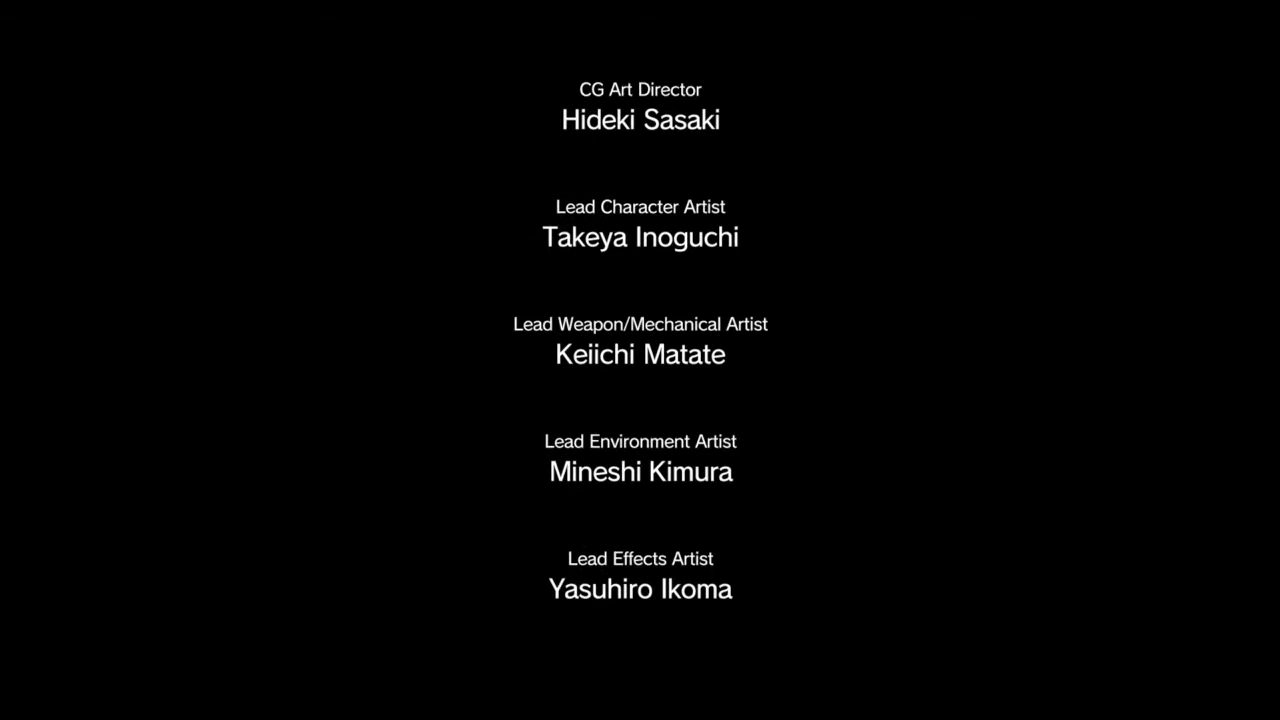 CG Art Director
Hideki Sasaki
Lead Character Artist
Takeya Inoguchi
Lead Weapon/Mechanical Artist
Keiichi Matate
Lead Environment Artist
Mineshi Kimura
Lead Effects Artist
Yasuhiro Ikoma